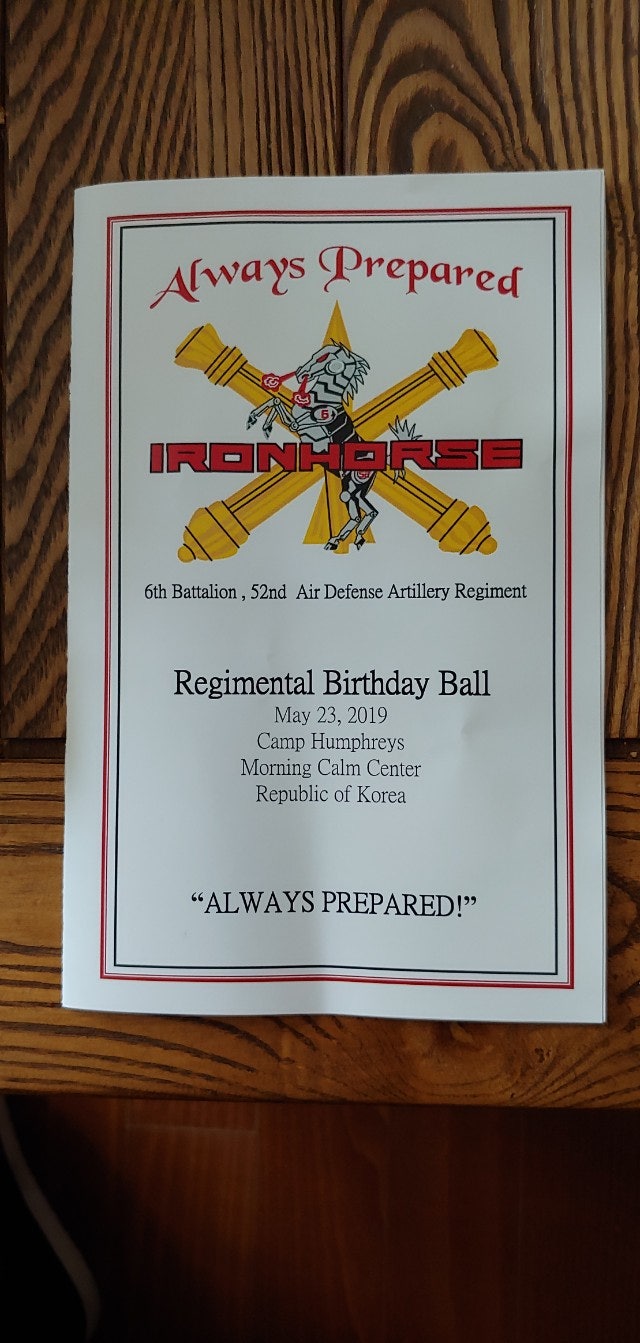 Always Prepared
6
IRONHORSE
6th Battalion , 52nd Air Defense Artillery Regiment
Regimental Birthday Ball
May 23, 2019
Camp Humphreys
Morning Calm Center
Republic of Korea
“ALWAYS PREPARED!”